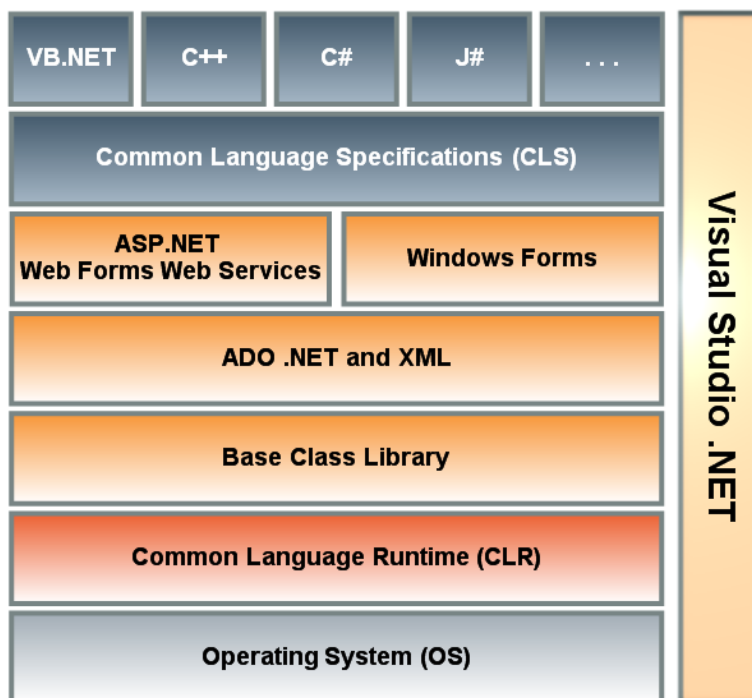 VB.NET
C++
C#
J#
. . .
Common Language Specifications (CLS)
ASP.NET
Web Forms Web Services
Windows Forms
ADO .NET and XML
Base Class Library
Common Language Runtime (CLR)
Operating System (OS)
Visual Studio .NET